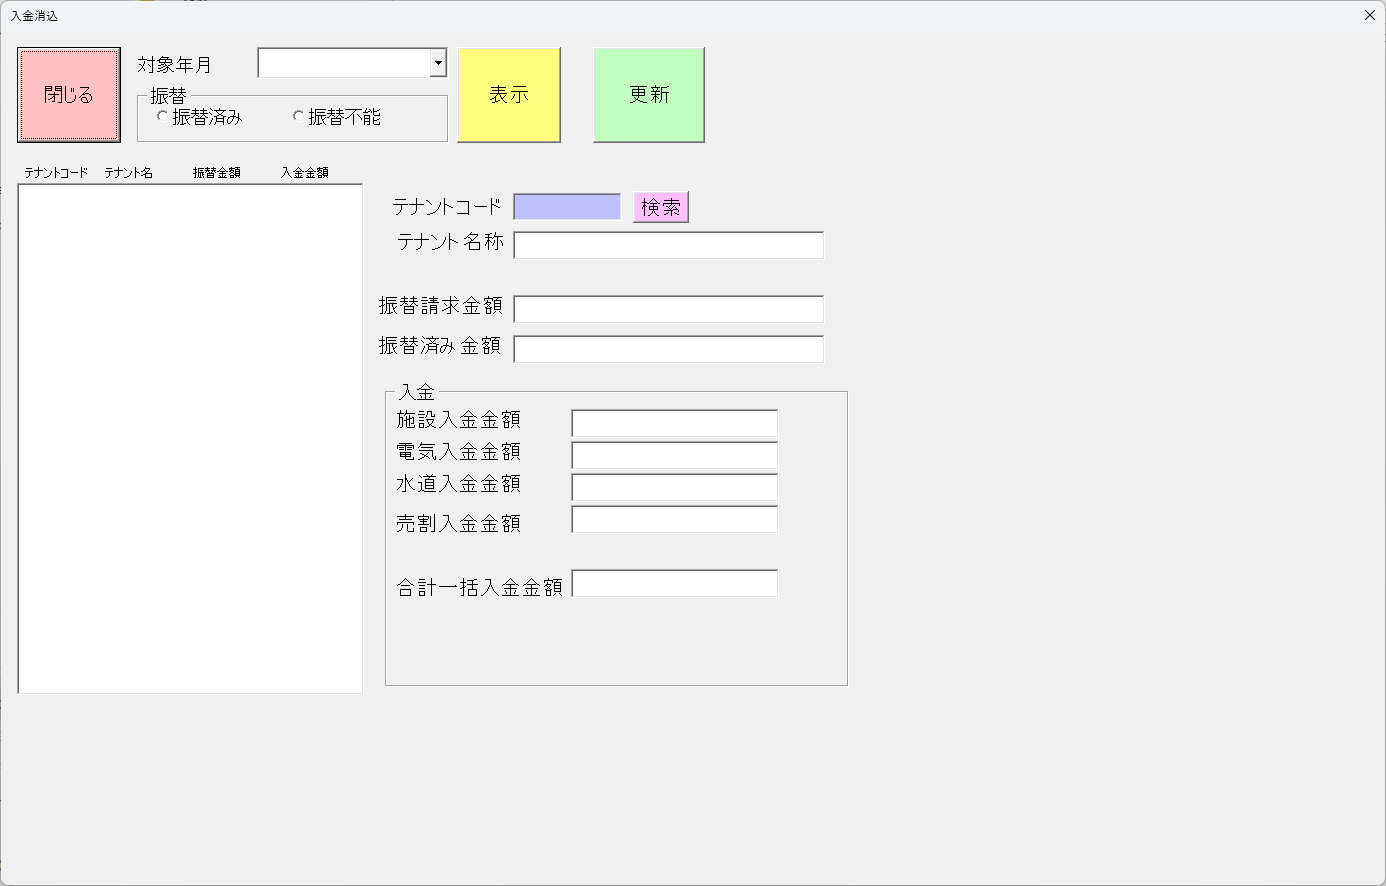 入金消込
閉じる
対象年月
振替
振替済み 振替不能
表示
更新
テナントコード テナント名 振替金額 入金金額
テナントコード
検索
テナント名称
振替請求金額
振替済み金額
入金
施設入金金額
電気入金金額
水道入金金額
売割入金金額
合計一括入金金額